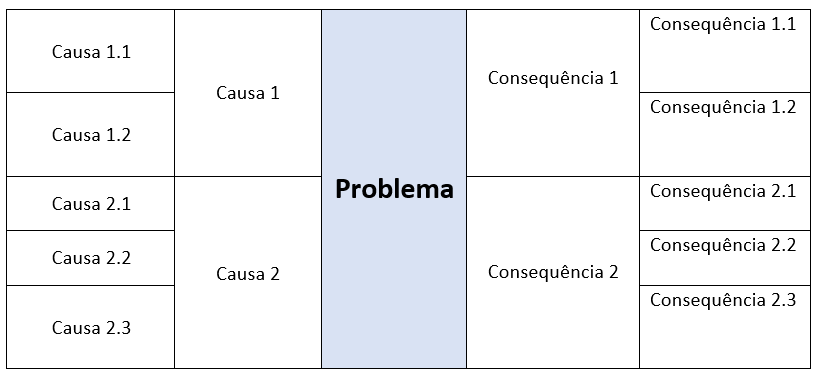 Causa 1.1
Causa 1.2
Causa 1
Causa 2.1
Causa 2.2
Causa 2.3
Causa 2
Problema
Consequência 1
Consequência 1.1
Consequência 1.2
Consequência 2
Consequência 2.1
Consequência 2.2
Consequência 2.3